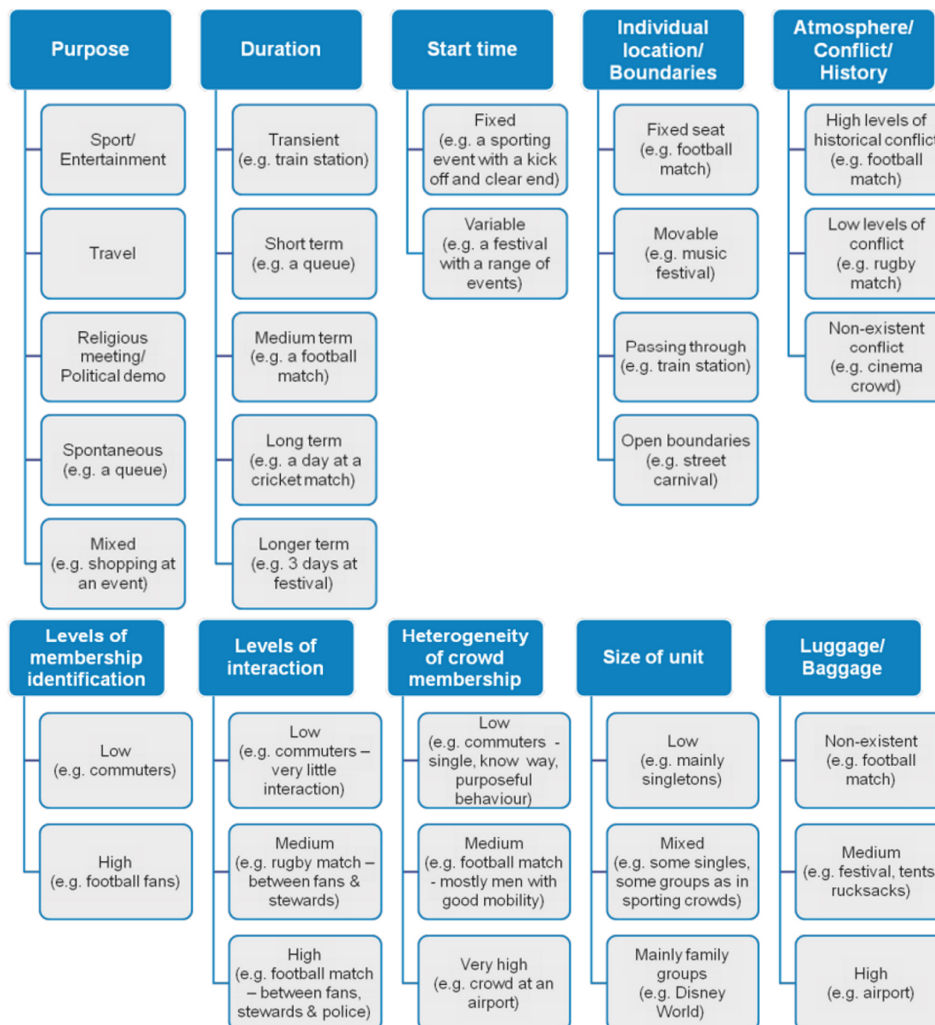 Purpose
Sport/
Entertainment
Travel
Religious
meeting/
Political demo
Spontaneous
(e.g. a queue)
Mixed
(e.g. shopping at
an event)
Duration
Transient
(e.g. train station)
Short term
(e.g. a queue)
Medium term
(e.g. a football
match)
Long term
(e.g. a day at a
cricket match)
Longer term
(e.g. 3 days at
festival)
Start time
Fixed
(e.g. a sporting
event with a kick
off and clear end)
Variable
(e.g. a festival
with a range of
events)
Individual
location/
Boundaries
Fixed seat
(e.g. football
match)
Movable
(e.g. music
festival)
Passing through
(e.g. train station)
Open boundaries
(e.g. street
carnival)
Atmosphere/
Conflict/
History
High levels of
historical conflict
(e.g. football
match)
Low levels of
conflict
(e.g. rugby
match)
Non-existent
conflict
(e.g. cinema
crowd)
Levels of
membership
identification
Low
(e.g. commuters)
High
(e.g. football fans)
Levels of
interaction
Low
(e.g. commuters –
very little
interaction)
Medium
(e.g. rugby match –
between fans &
stewards)
High
(e.g. football match
– between fans,
stewards & police)
Heterogeneity
of crowd
membership
Low
(e.g. commuters -
single, know way,
purposeful
behaviour)
Medium
(e.g. football match
- mostly men with
good mobility)
Very high
(e.g. crowd at an
airport)
Size of unit
Low
(e.g. mainly
singletons)
Mixed
(e.g. some singles,
some groups as in
sporting crowds)
Mainly family
groups
(e.g. Disney
World)
Luggage/
Baggage
Non-existent
(e.g. football
match)
Medium
(e.g. festival, tents
rucksacks)
High
(e.g. airport)